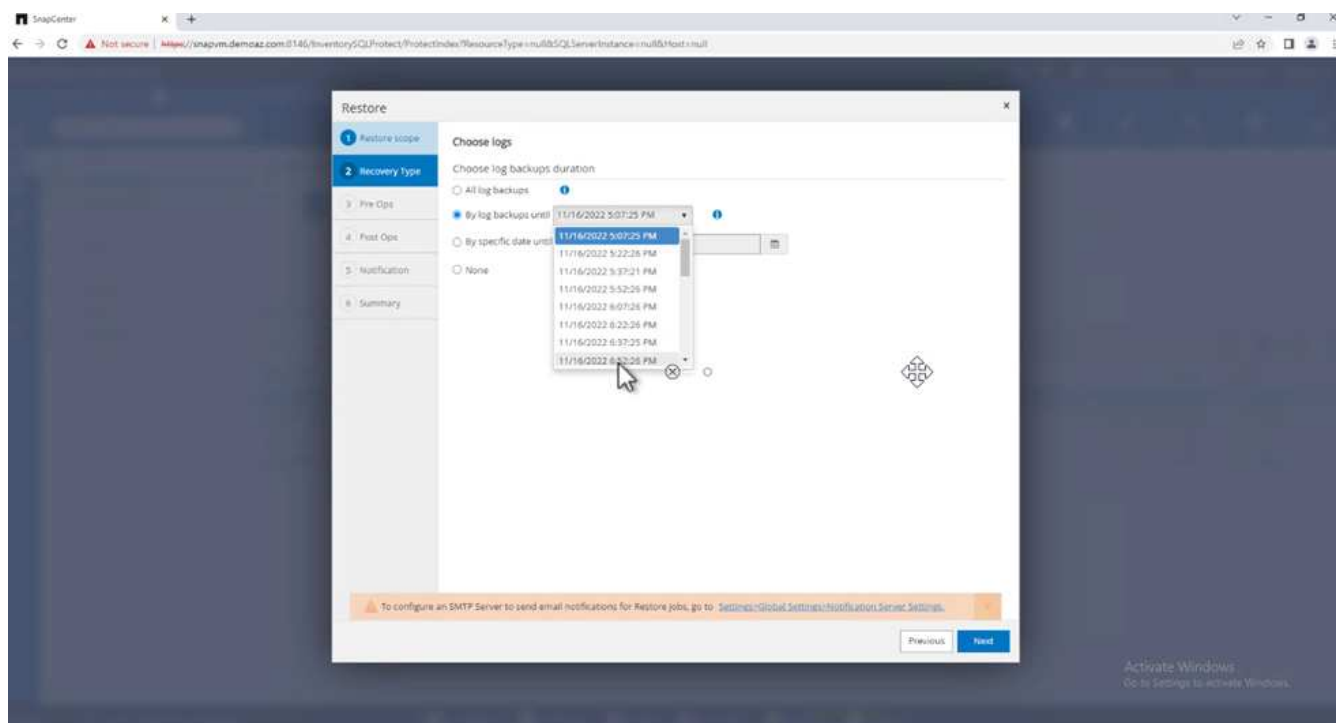 SnapCenter
Not secure | https://snapvm.demoaz.com:8146/InventorySQLProtect/ProtectIndex?ResourceType=null&SQLServerInstance=null&Host=null
Restore
1 Restore scope
2 Recovery Type
3 Pre Ops
4 Post Ops
5 Notification
6 Summary
Choose logs
Choose log backups duration
All log backups
By log backups until 11/16/2022 5:07:25 PM
11/16/2022 5:07:25 PM
By specific date until
11/16/2022 5:22:26 PM
None
11/16/2022 5:37:21 PM
11/16/2022 5:52:26 PM
11/16/2022 6:07:26 PM
11/16/2022 6:22:26 PM
11/16/2022 6:37:25 PM
11/16/2022 6:52:26 PM
To configure an SMTP Server to send email notifications for Restore jobs, go to Settings>Global Settings>Notification Server Settings.
Previous Next
Activate Windows
Go to Settings to activate Windows.